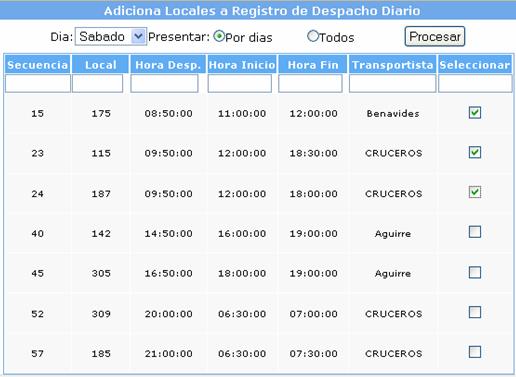 Adiciona Locales a Registro de Despacho Diario
Dia: Sabado Presentar: Por dias Todos Procesar
Secuencia Local Hora Desp. Hora Inicio Hora Fin Transportista Seleccionar
15 175 08:50:00 11:00:00 12:00:00 Benavides
23 115 09:50:00 12:00:00 18:30:00 CRUCEROS
24 187 09:50:00 12:00:00 18:00:00 CRUCEROS
40 142 14:50:00 16:00:00 19:00:00 Aguirre
45 305 16:50:00 18:00:00 19:00:00 Aguirre
52 309 20:00:00 06:30:00 07:00:00 CRUCEROS
57 185 21:00:00 06:30:00 07:30:00 CRUCEROS